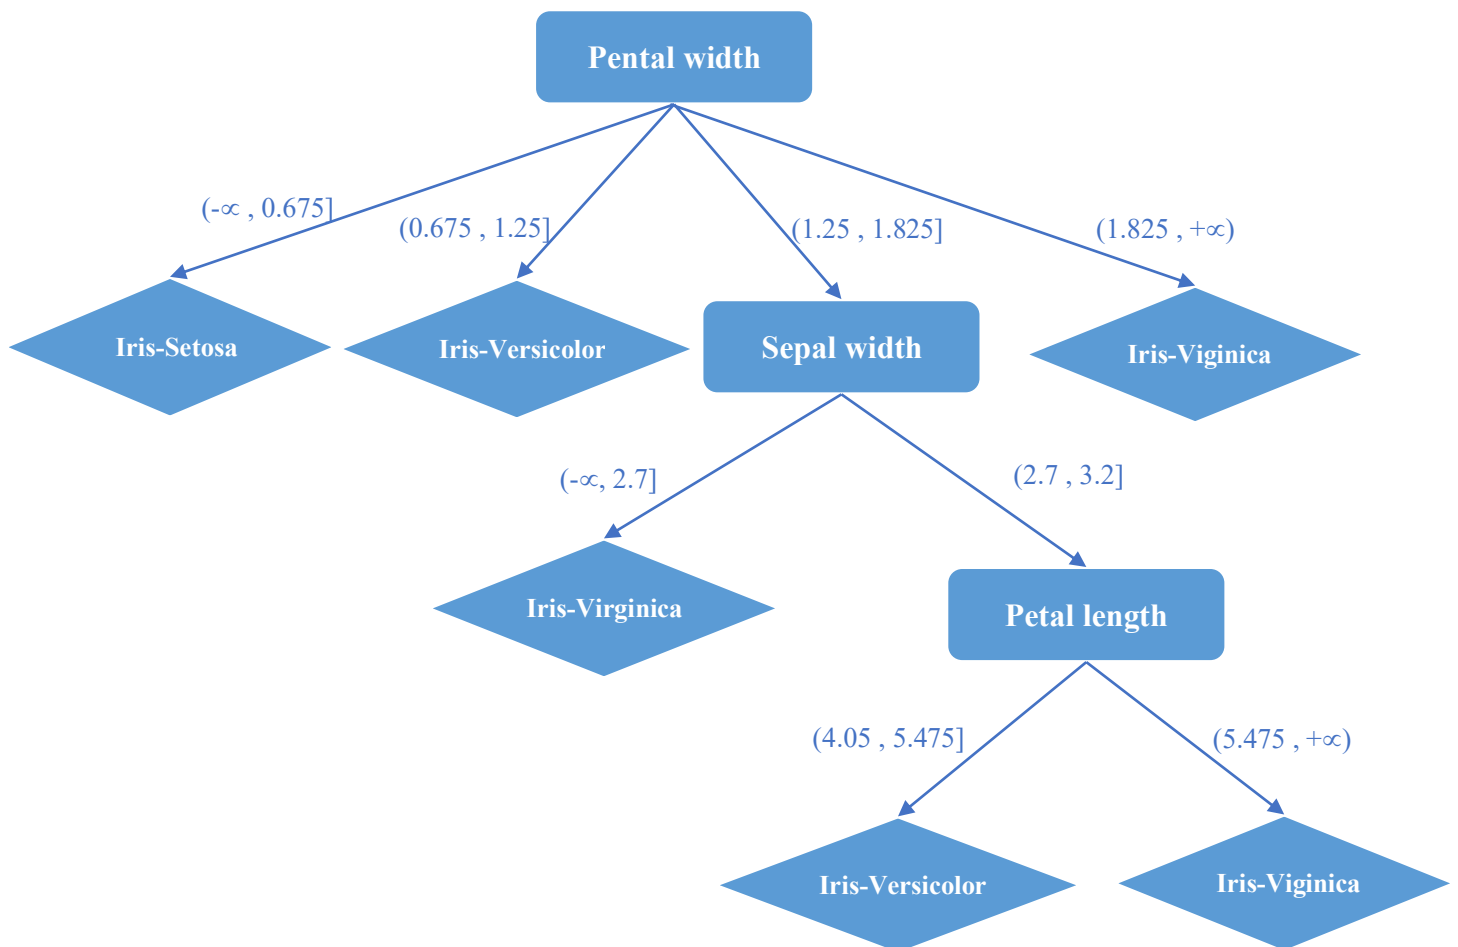 Pental width
(-∝ , 0.675]
(0.675 , 1.25]
(1.25 , 1.825]
(1.825 , +∝)
Iris-Setosa
Iris-Versicolor
Sepal width
Iris-Viginica
(-∝, 2.7]
(2.7 , 3.2]
Iris-Virginica
Petal length
(4.05 , 5.475]
(5.475 , +∝)
Iris-Versicolor
Iris-Viginica